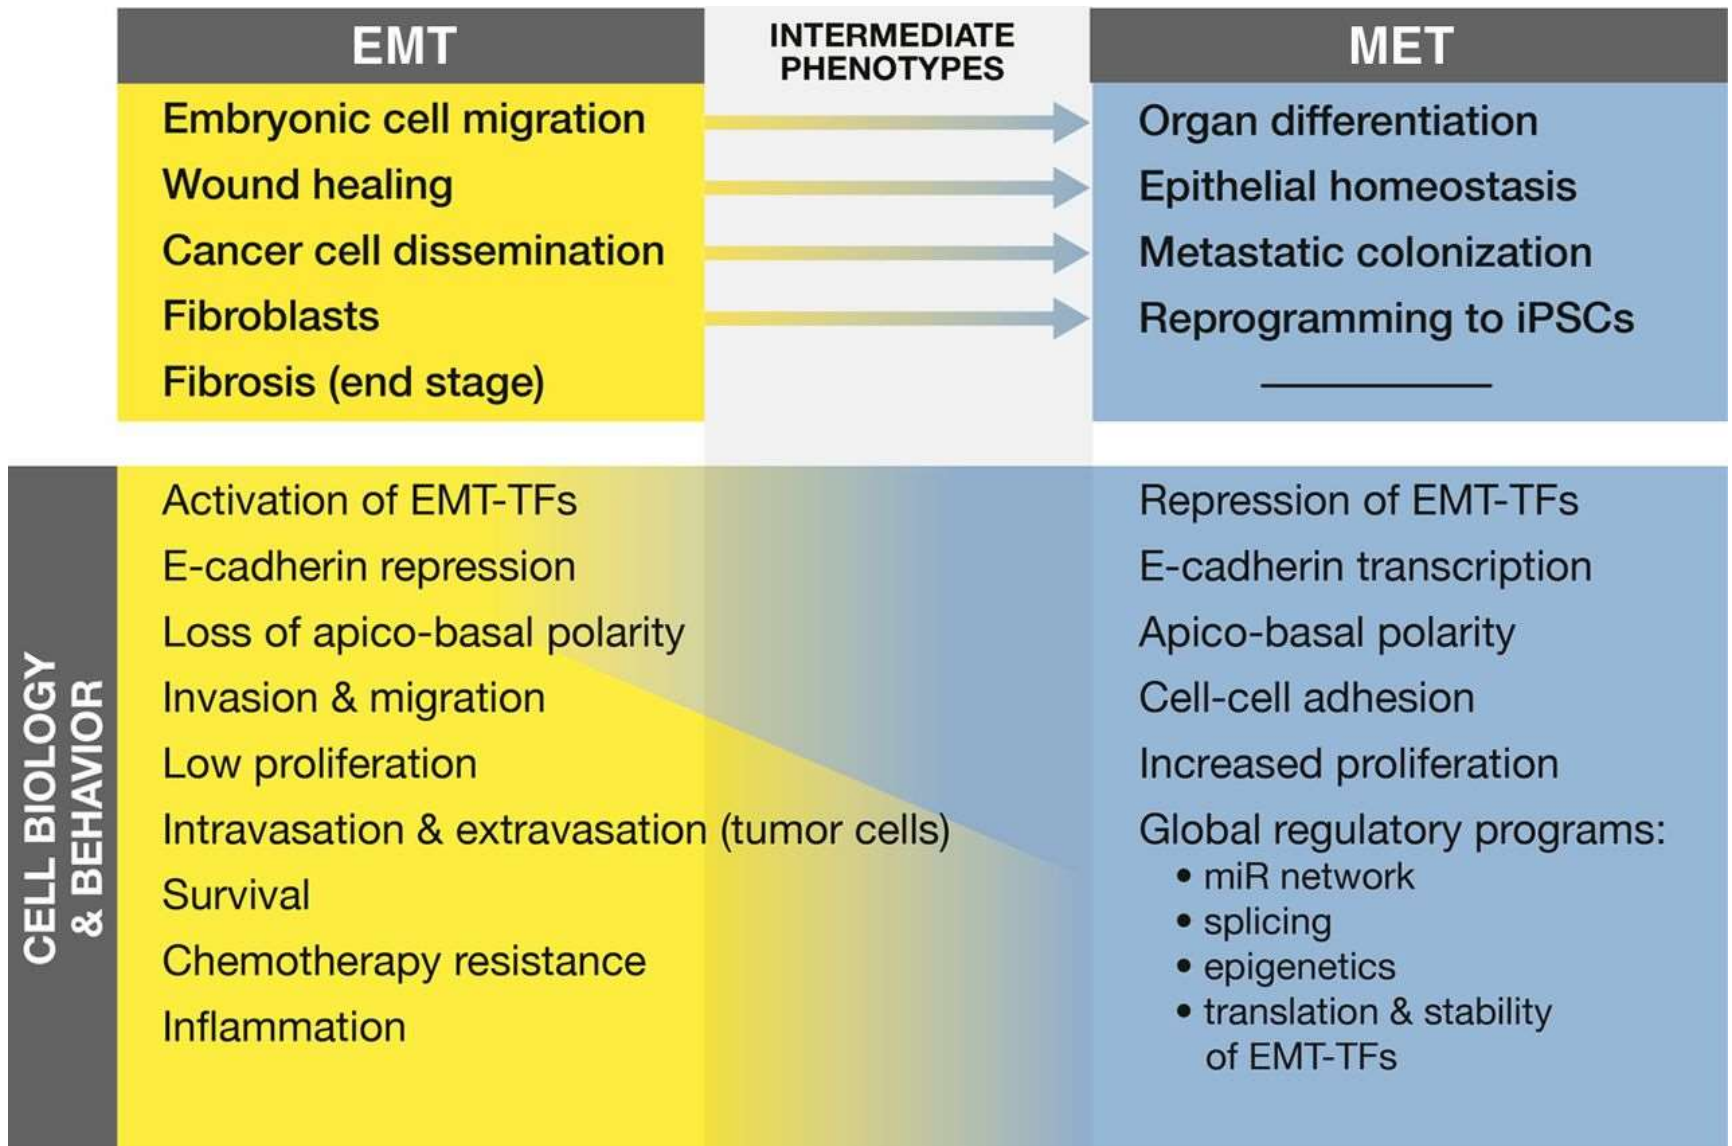 EMT
INTERMEDIATE
PHENOTYPES
MET
Embryonic cell migration
Organ differentiation
Wound healing
Epithelial homeostasis
Cancer cell dissemination
Metastatic colonization
Fibroblasts
Reprogramming to iPSCs
Fibrosis (end stage)
CELL BIOLOGY
& BEHAVIOR
Activation of EMT-TFs
E-cadherin repression
Loss of apico-basal polarity
Invasion & migration
Low proliferation
Intravasation & extravasation (tumor cells)
Survival
Chemotherapy resistance
Inflammation
Repression of EMT-TFs
E-cadherin transcription
Apico-basal polarity
Cell-cell adhesion
Increased proliferation
Global regulatory programs:
• miR network
• splicing
• epigenetics
• translation & stability
of EMT-TFs